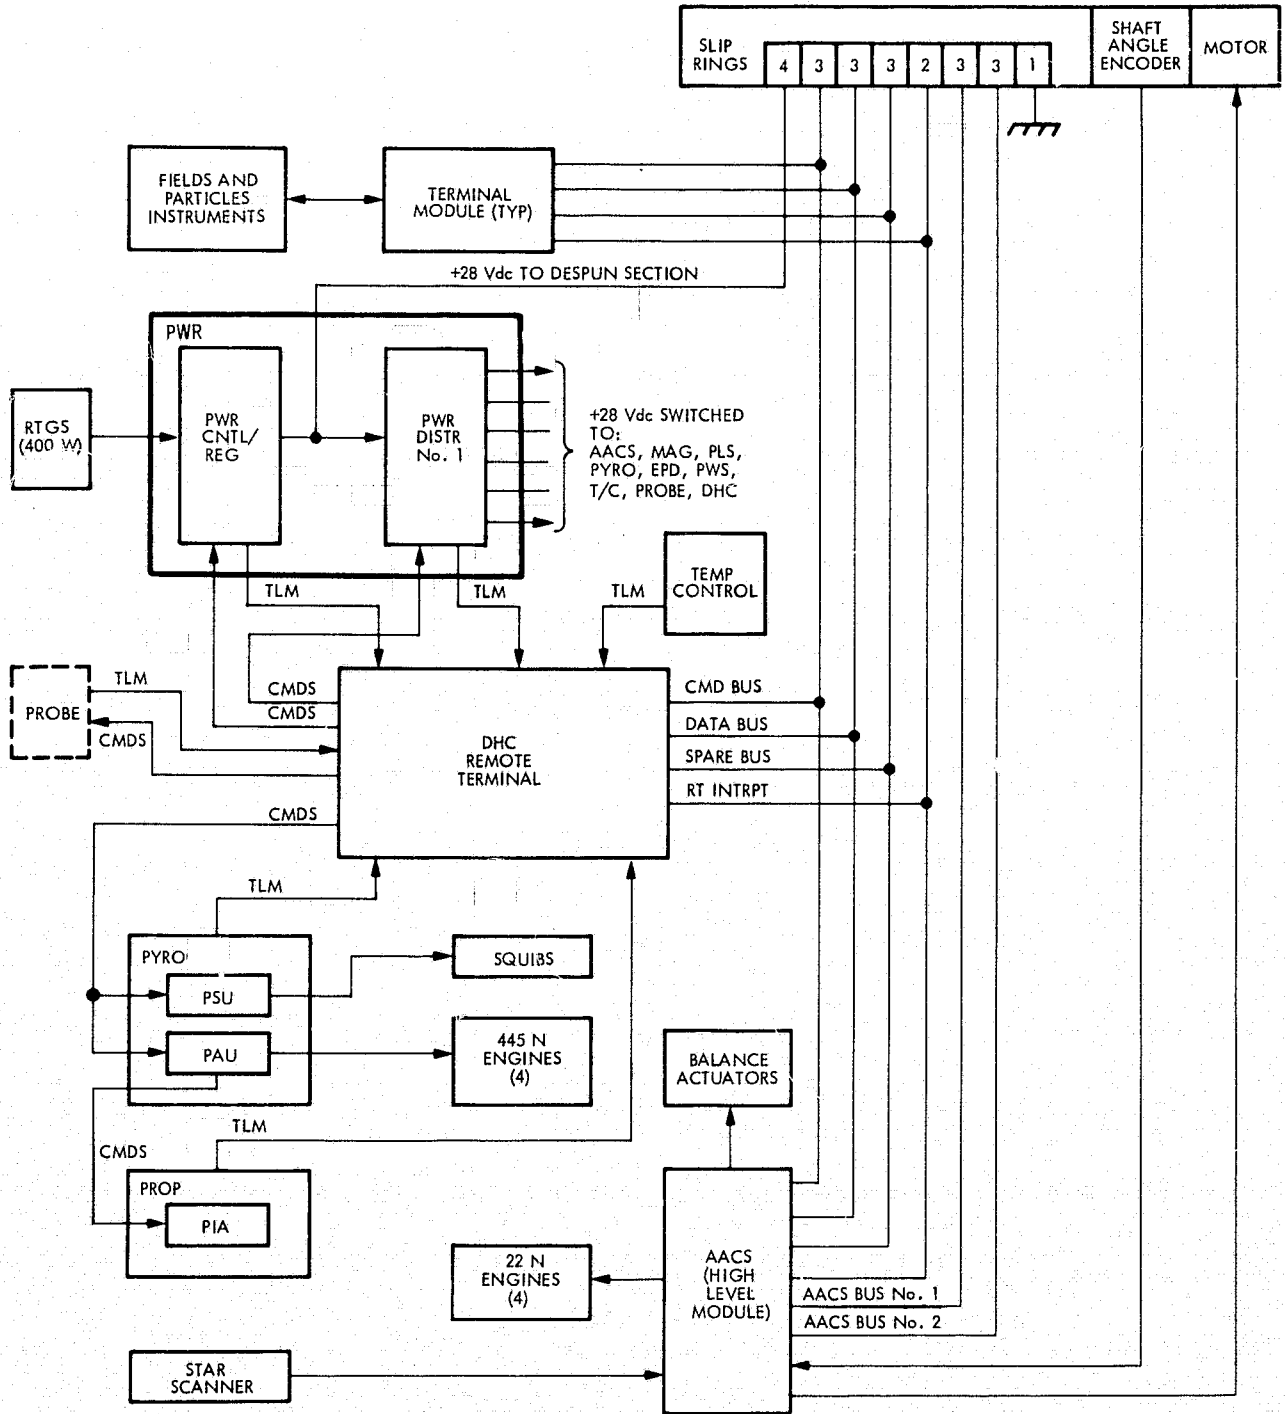 SLIP
RINGS
4 3 3 3 2 3 3 1
SHAFT
ANGLE
ENCODER
MOTOR
FIELDS AND
PARTICLES
INSTRUMENTS
TERMINAL
MODULE (TYP)
+28 Vdc TO DESPUN SECTION
PWR
RTGS
(400 W)
PWR
CNTL/
REG
PWR
DISTR
No. 1
+28 Vdc SWITCHED
TO:
AACS, MAG, PLS,
PYRO, EPD, PWS,
T/C, PROBE, DHC
TEMP
CONTROL
TLM
TLM
TLM
PROBE
TLM
CMDS
CMDS
CMDS
DHC
REMOTE
TERMINAL
CMD BUS
DATA BUS
SPARE BUS
RT INTRPT
CMDS
TLM
PYRO
PSU
PAU
SQUIBS
445 N
ENGINES
(4)
BALANCE
ACTUATORS
CMDS
TLM
PROP
PIA
22 N
ENGINES
(4)
AACS
(HIGH
LEVEL
MODULE)
AACS BUS No. 1
AACS BUS No. 2
STAR
SCANNER